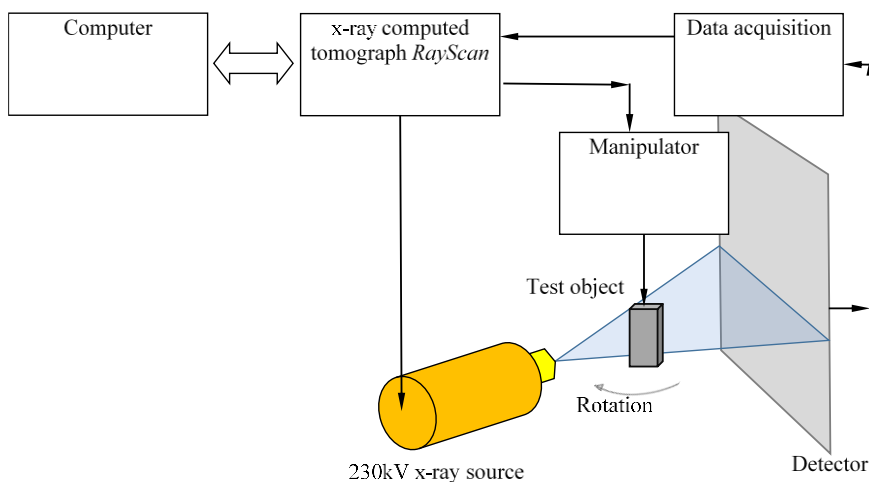 Computer
x-ray computed
tomograph RayScan
Data acquisition
Manipulator
Test object
Rotation
Detector
230kV x-ray source